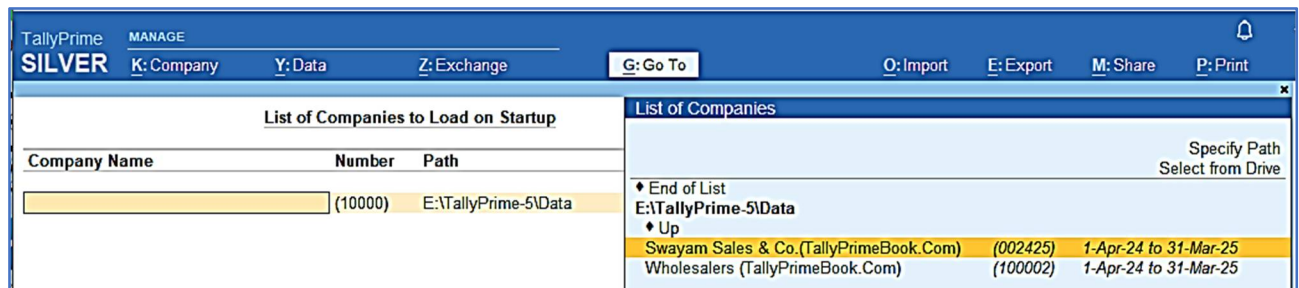 TallyPrime MANAGE
SILVER K: Company Y: Data Z: Exchange G: Go To O: Import E: Export M: Share P: Print
List of Companies to Load on Startup
Company Name Number Path
(10000) E:\TallyPrime-5\Data
List of Companies
Specify Path
Select from Drive
♦ End of List
E:\TallyPrime-5\Data
♦ Up
Swayam Sales & Co.(TallyPrimeBook.Com) (002425) 1-Apr-24 to 31-Mar-25
Wholesalers (TallyPrimeBook.Com) (100002) 1-Apr-24 to 31-Mar-25